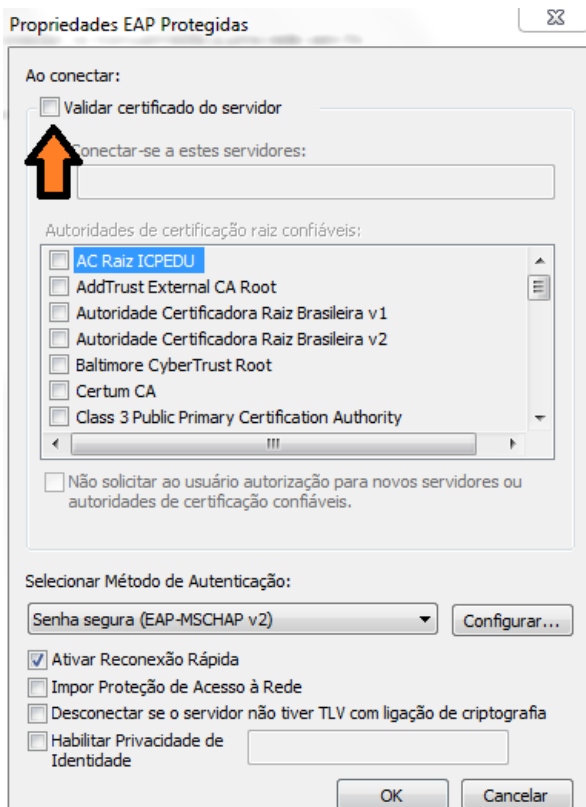 Propriedades EAP Protegidas
Ao conectar:
Validar certificado do servidor
Conectar-se a estes servidores:
Autoridades de certificação raiz confiáveis:
AC Raiz ICPEDU
AddTrust External CA Root
Autoridade Certificadora Raiz Brasileira v1
Autoridade Certificadora Raiz Brasileira v2
Baltimore CyberTrust Root
Certum CA
Class 3 Public Primary Certification Authority
Não solicitar ao usuário autorização para novos servidores ou
autoridades de certificação confiáveis.
Selecionar Método de Autenticação:
Senha segura (EAP-MSCHAP v2)
Configurar...
Ativar Reconexão Rápida
Impor Proteção de Acesso à Rede
Desconectar se o servidor não tiver TLV com ligação de criptografia
Habilitar Privacidade de
Identidade
OK
Cancelar